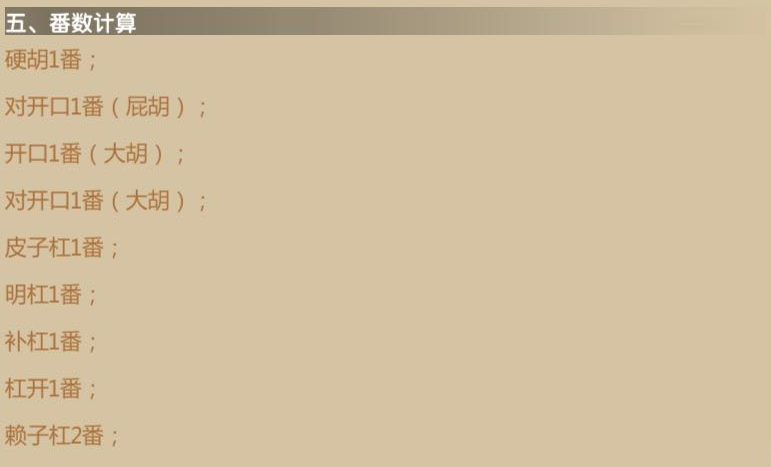 五、番数计算
硬胡1番；
对开口1番（屁胡）；
开口1番（大胡）；
对开口1番（大胡）；
皮子杠1番；
明杠1番；
补杠1番；
杠开1番；
赖子杠2番；